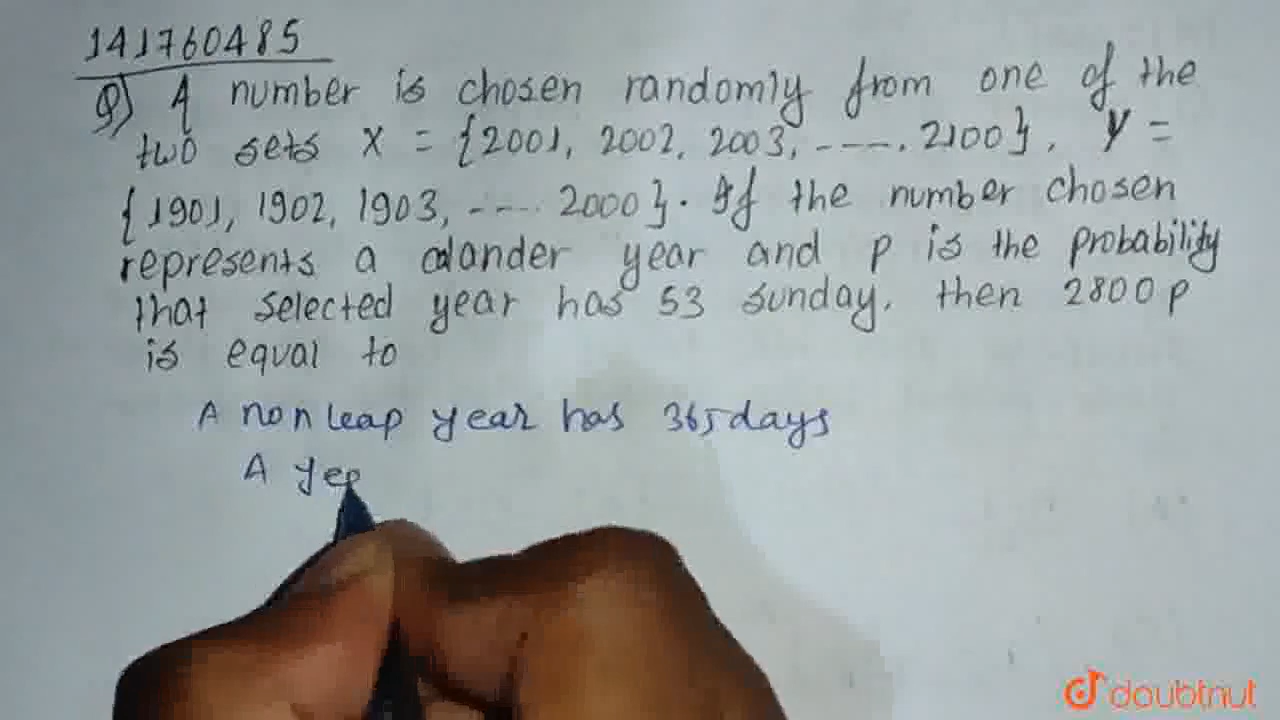 141760485
Q) A number is chosen randomly from one of the
two sets X = {2001, 2002, 2003, ----. 2100}, Y =
{1901, 1902, 1903, ---- 2000}. If the number chosen
represents a calander year and p is the probability
that selected year has 53 sunday. then 2800p
is equal to
A non leap year has 365 days
A yea
doubtnut